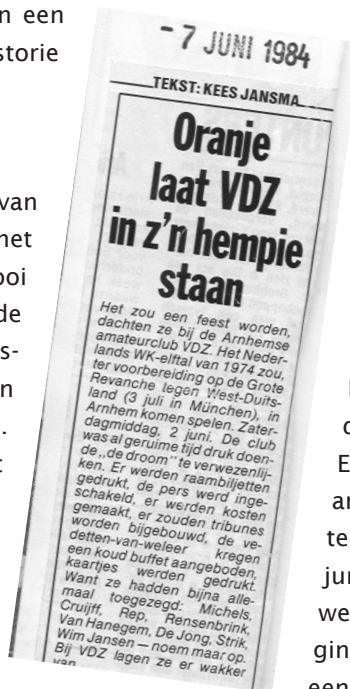 n een
storie
van
net
ooi
de
s-
n
.
t
- 7 JUNI 1984
TEKST: KEES JANSMA
Oranje
laat VDZ
in z'n hempie
staan
Het zou een feest worden,
dachten ze bij de Arnhemse
amateurclub VDZ. Het Neder-
lands WK-elftal van 1974 zou,
ter voorbereiding op de Grote
Revanche tegen West-Duits-
land (3 juli in München), in
Arnhem komen spelen. Zater-
dagmiddag, 2 juni. De club
was al geruime tijd druk doen-
de ,,de droom" te verwezenlij-
ken. Er werden raambiljetten
gedrukt, de pers werd inge-
schakeld, er werden kosten
gemaakt, er zouden tribunes
worden bijgebouwd, de ve-
detten-van-weleer kregen
een koud buffet aangeboden,
kaartjes werden gedrukt.
Want ze hadden bijna alle-
maal toegezegd: Michels,
Cruijff, Rep, Rensenbrink,
Van Hanegem, De Jong, Strik,
Wim Jansen — noem maar op.
Bij VDZ lagen ze er wakker
van
E
ar
te
jur
we
gin
een